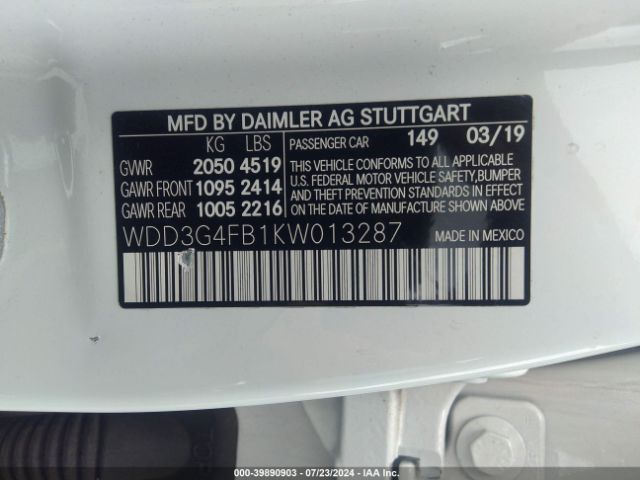 MFD BY DAIMLER AG STUTTGART
KG LBS PASSENGER CAR 149 03/19
GVWR 2050 4519
GAWR FRONT 1095 2414
GAWR REAR 1005 2216
THIS VEHICLE CONFORMS TO ALL APPLICABLE
U.S. FEDERAL MOTOR VEHICLE SAFETY,BUMPER
AND THEFT PREVENTION STANDARDS IN EFFECT
ON THE DATE OF MANUFACTURE SHOWN ABOVE
WDD3G4FB1KW013287 MADE IN MEXICO
TOP
© Image 000-39890903 | 07/23/2024 | IAA Inc.